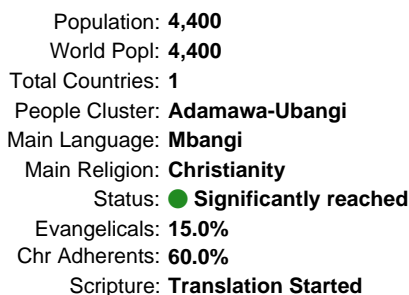 Population: 4,400
World Popl: 4,400
Total Countries: 1
People Cluster: Adamawa-Ubangi
Main Language: Mbangi
Main Religion: Christianity
Status: Significantly reached
Evangelicals: 15.0%
Chr Adherents: 60.0%
Scripture: Translation Started